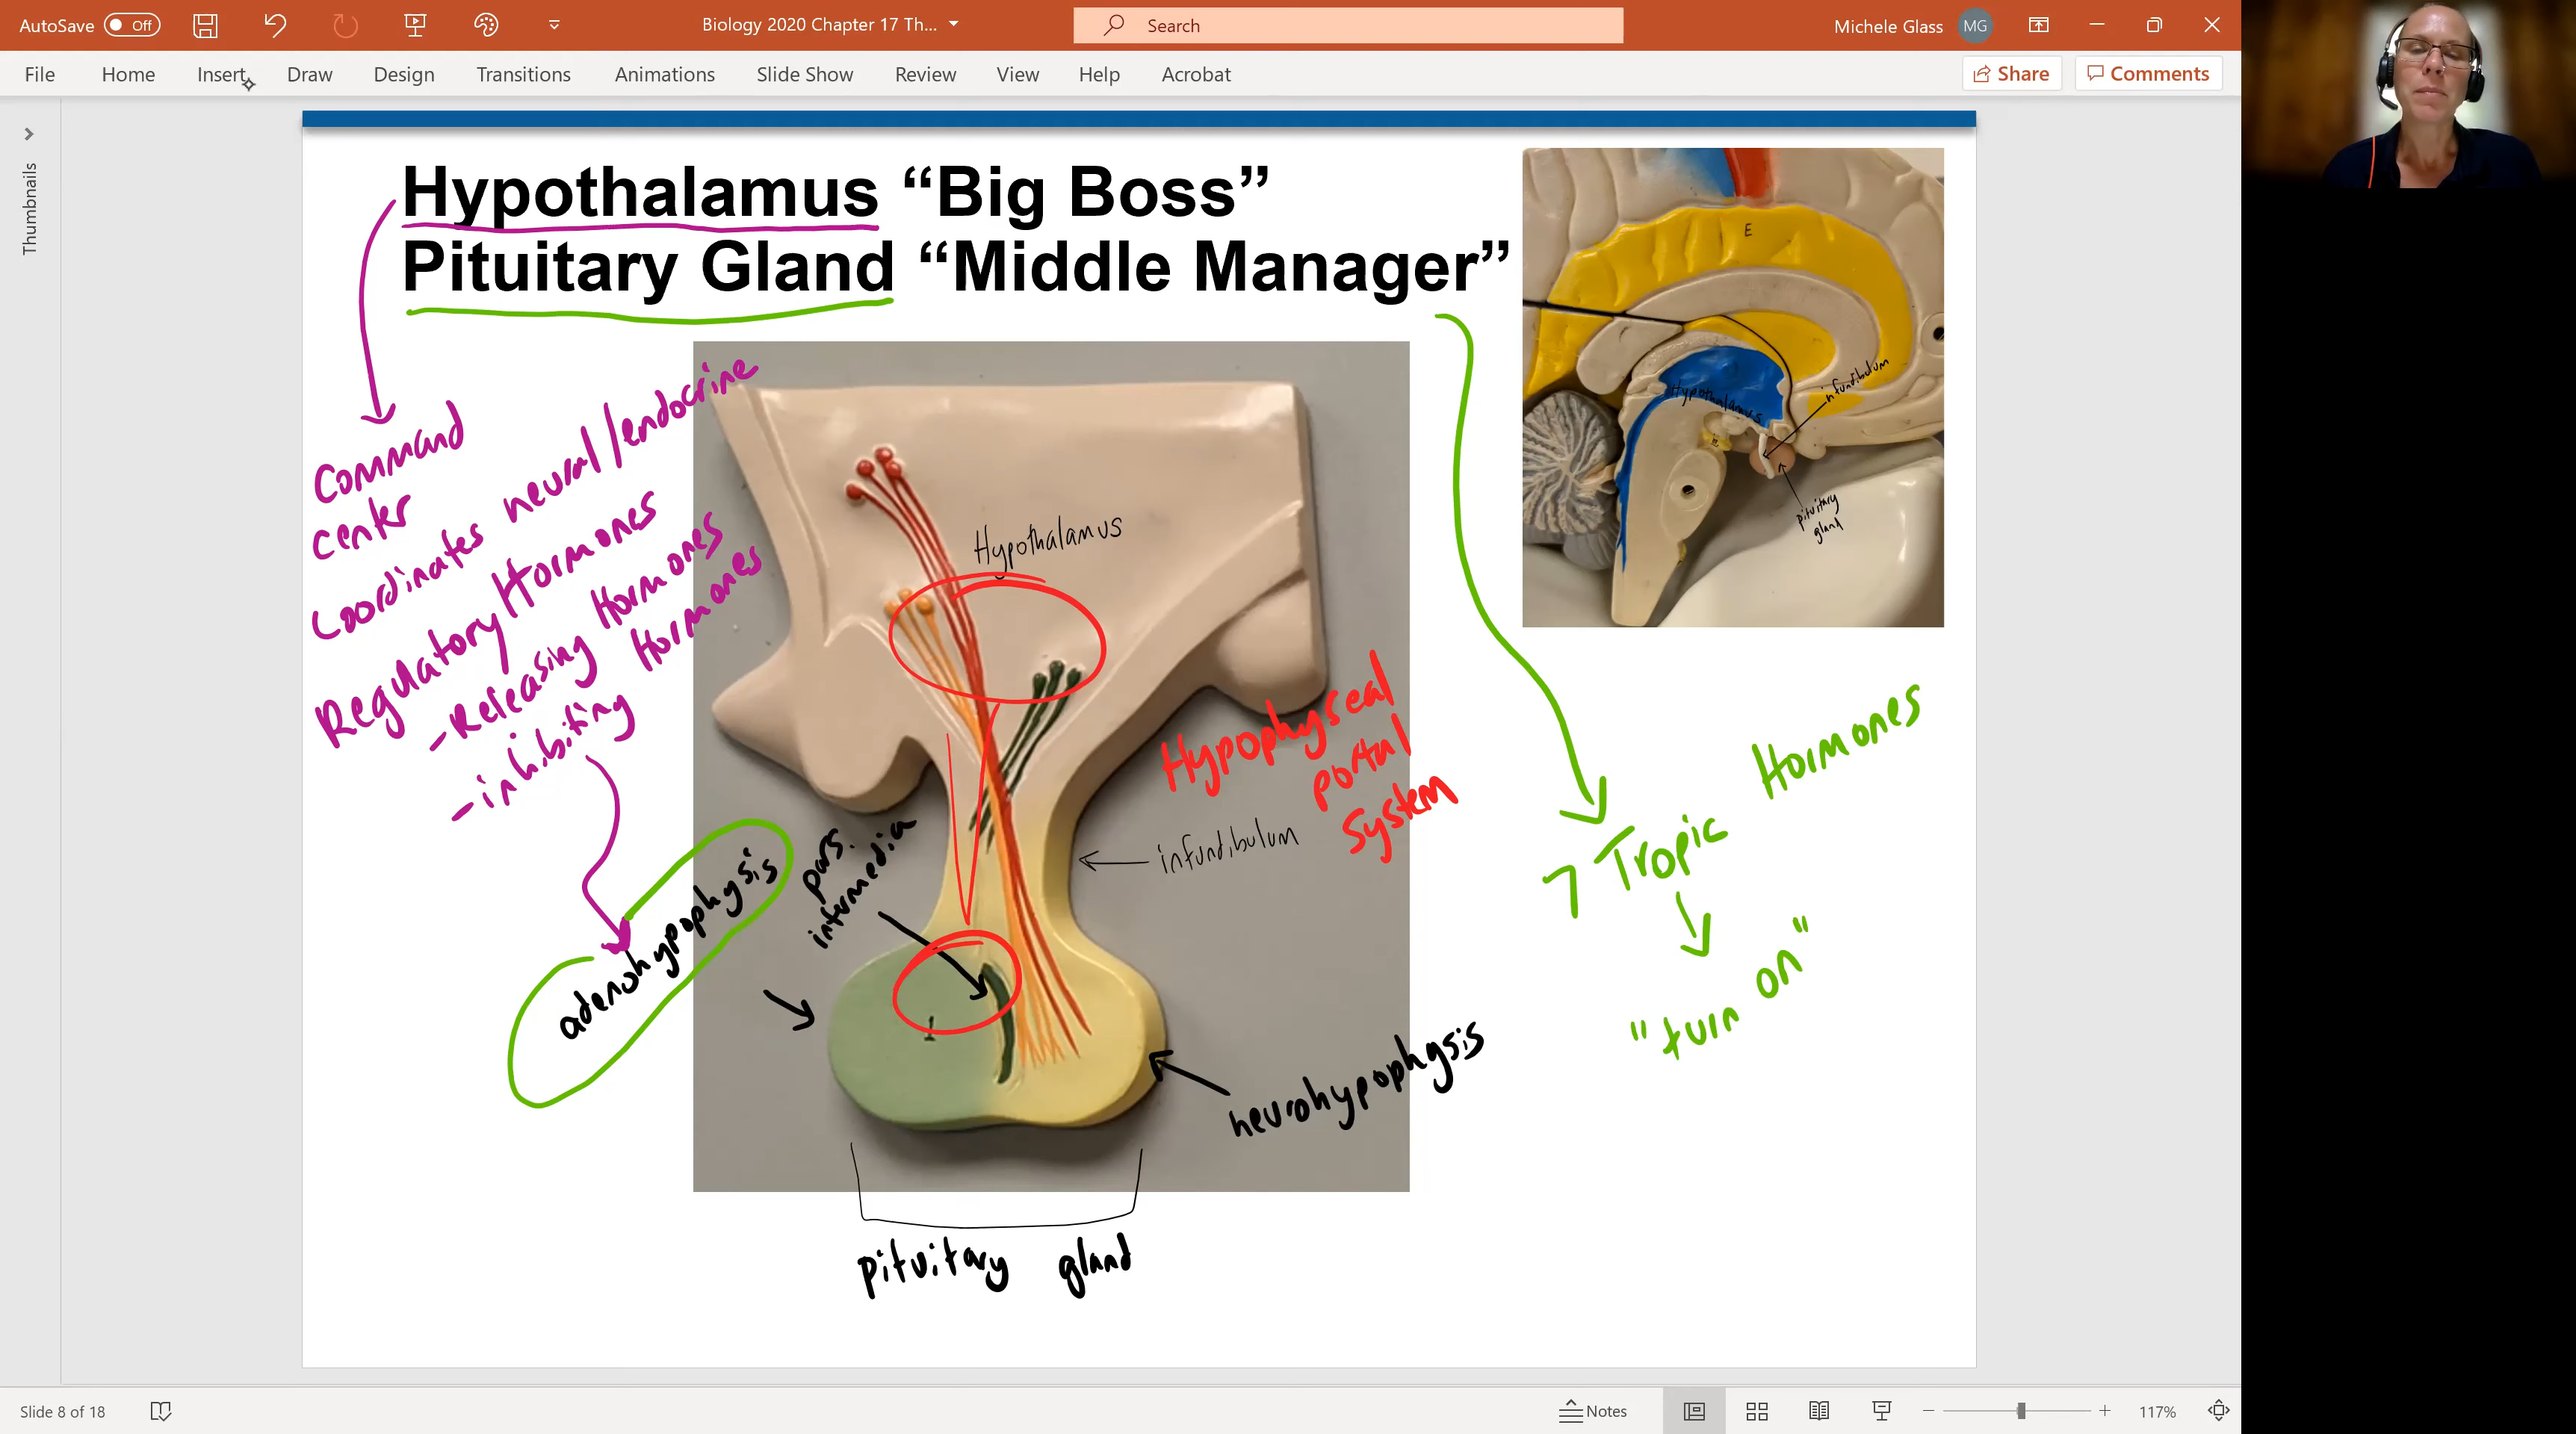 AutoSave Off
Biology 2020 Chapter 17 Th...
Search
Michele Glass MG
File Home Insert Draw Design Transitions Animations Slide Show Review View Help Acrobat
Share Comments
Thumbnails
Hypothalamus “Big Boss”
Pituitary Gland “Middle Manager”
Command
center
coordinates neural/endocrine
Regulatory Hormones
-Releasing Hormones
-inhibiting Hormones
adenohypophysis
pars
intermedia
Hypothalamus
Hypophyseal
portal
System
infundibulum
neurohypophysis
pituitary gland
E
Hypothalamus
infundibulum
pituitary
gland
7 Tropic Hormones
"turn on"
Slide 8 of 18
Notes
117%